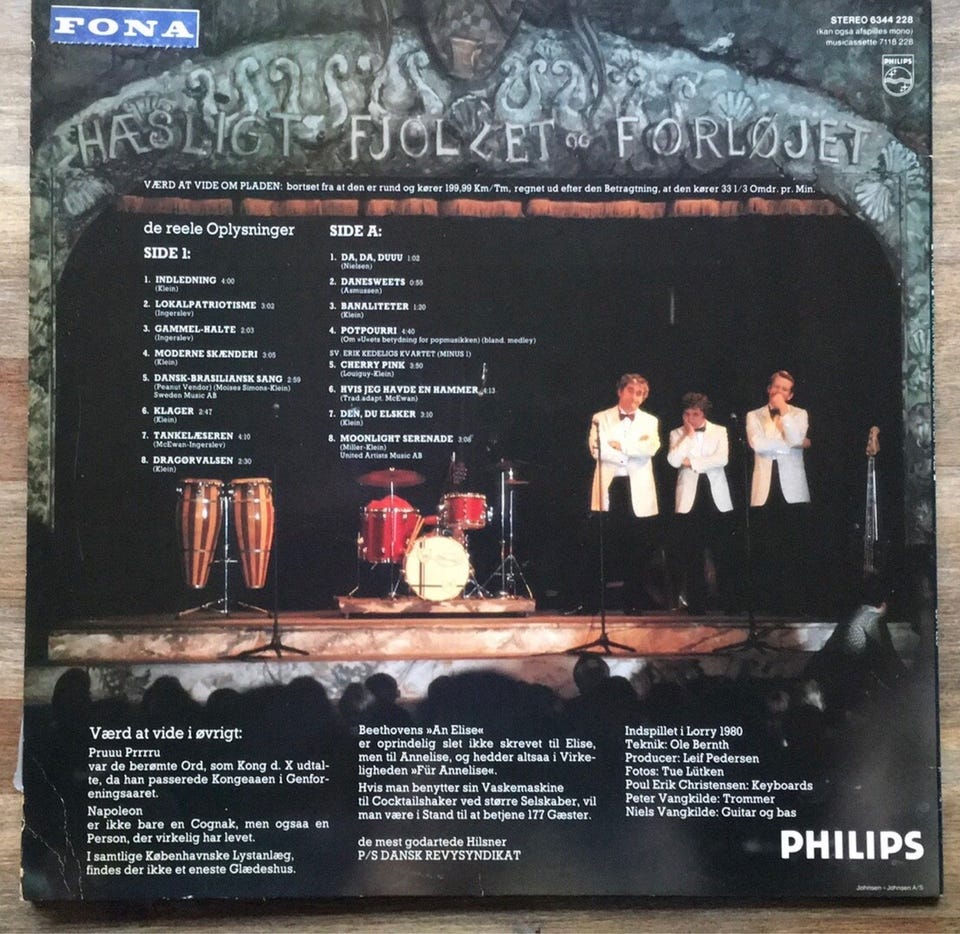 FONA
STEREO 6344 228
(kan også afspilles mono)
musicassette 7118 228
PHILIPS
HÆSLIGT FJOLLET og FORLØJET
VÆRD AT VIDE OM PLADEN: bortset fra at den er rund og kører 199,99 Km/Tm, regnet ud efter den Betragtning, at den kører 33 1/3 Omdr. pr. Min.
de reele Oplysninger
SIDE 1:
1. INDLEDNING 4:00
(Klein)
2. LOKALPATRIOTISME 3:02
(Ingerslev)
3. GAMMEL-HALTE 2:03
(Ingerslev)
4. MODERNE SKÆNDERI 3:05
(Klein)
5. DANSK-BRASILIANSK SANG 2:59
(Peanut Vendor) (Moises Simons-Klein)
Sweden Music AB
6. KLAGER 2:47
(Klein)
7. TANKELÆSEREN 4:10
(McEwan-Ingerslev)
8. DRAGØRVALSEN 2:30
(Klein)
SIDE A:
1. DA, DA, DUUU 1:02
(Nielsen)
2. DANESWEETS 0:55
(Asmussen)
3. BANALITETER 1:20
(Klein)
4. POTPOURRI 4:40
(Om »U«ets betydning for popmusikken) (bland. medley)
SV. ERIK KEDELIGS KVARTET (MINUS 1)
5. CHERRY PINK 3:50
(Louiguy-Klein)
6. HVIS JEG HAVDE EN HAMMER 4:13
(Trad.adapt. McEwan)
7. DEN, DU ELSKER 3:10
(Klein)
8. MOONLIGHT SERENADE 3:06
(Miller-Klein)
United Artists Music AB
Værd at vide i øvrigt:
Pruuu Prrrru
var de berømte Ord, som Kong d. X udtal-
te, da han passerede Kongeaaen i Genfor-
eningsaaret.
Napoleon
er ikke bare en Cognak, men ogsaa en
Person, der virkelig har levet.
I samtlige Københavnske Lystanlæg,
findes der ikke et eneste Glædeshus.
Beethovens »An Elise«
er oprindelig slet ikke skrevet til Elise,
men til Annelise, og hedder altsaa i Virke-
ligheden »Für Annelise«.
Hvis man benytter sin Vaskemaskine
til Cocktailshaker ved større Selskaber, vil
man være i Stand til at betjene 177 Gæster.
de mest godartede Hilsner
P/S DANSK REVYSYNDIKAT
Indspillet i Lorry 1980
Teknik: Ole Bernth
Producer: Leif Pedersen
Fotos: Tue Lütken
Poul Erik Christensen: Keyboards
Peter Vangkilde: Trommer
Niels Vangkilde: Guitar og bas
PHILIPS
Johnsen + Johnsen A/S